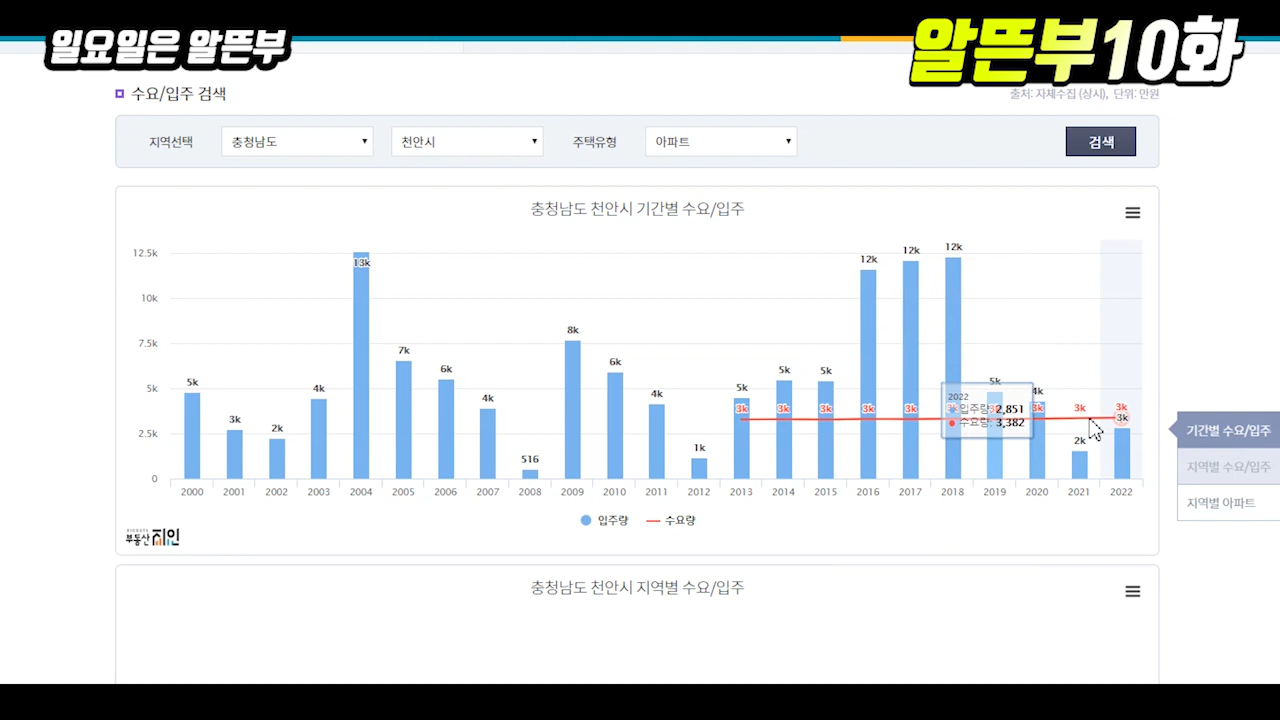 일요일은 알뜬부
알뜬부10화
수요/입주 검색
출처: 자체수집 (상시), 단위: 만원
지역선택 충청남도 천안시 주택유형 아파트 검색
충청남도 천안시 기간별 수요/입주
12.5k
10k
7.5k
5k
2.5k
0
5k 3k 2k 4k 13k 7k 6k 4k 516 8k 6k 4k 1k 5k 5k 5k 12k 12k 12k 5k 4k 2k 3k
3k 3k 3k 3k 3k 3k 3k 3k
2022
입주량: 2,851
수요량: 3,382
2000 2001 2002 2003 2004 2005 2006 2007 2008 2009 2010 2011 2012 2013 2014 2015 2016 2017 2018 2019 2020 2021 2022
입주량 수요량
부동산 지인
기간별 수요/입주
지역별 수요/입주
지역별 아파트
충청남도 천안시 지역별 수요/입주